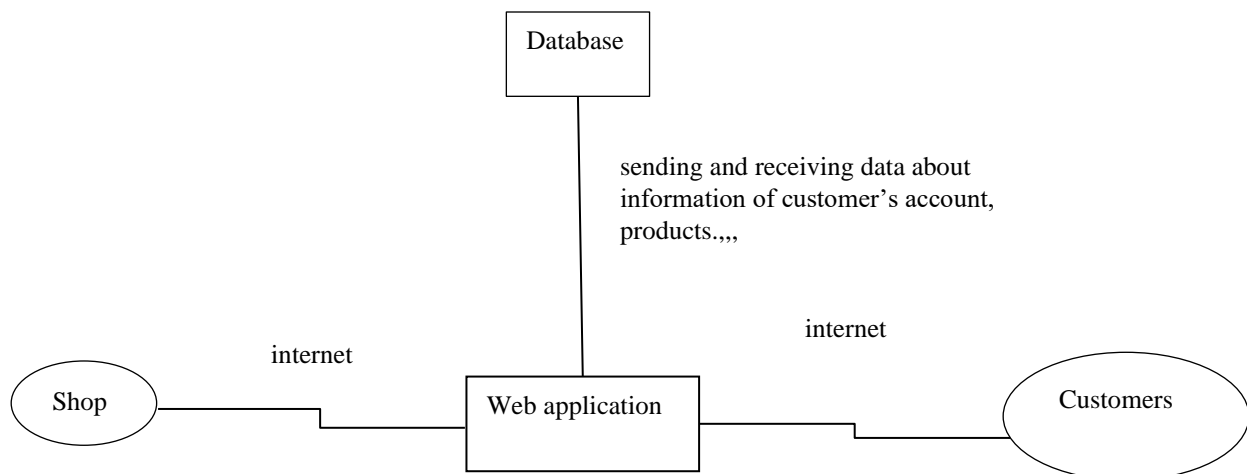 Database
sending and receiving data about
information of customer’s account,
products.,,,
internet
internet
Shop
Web application
Customers